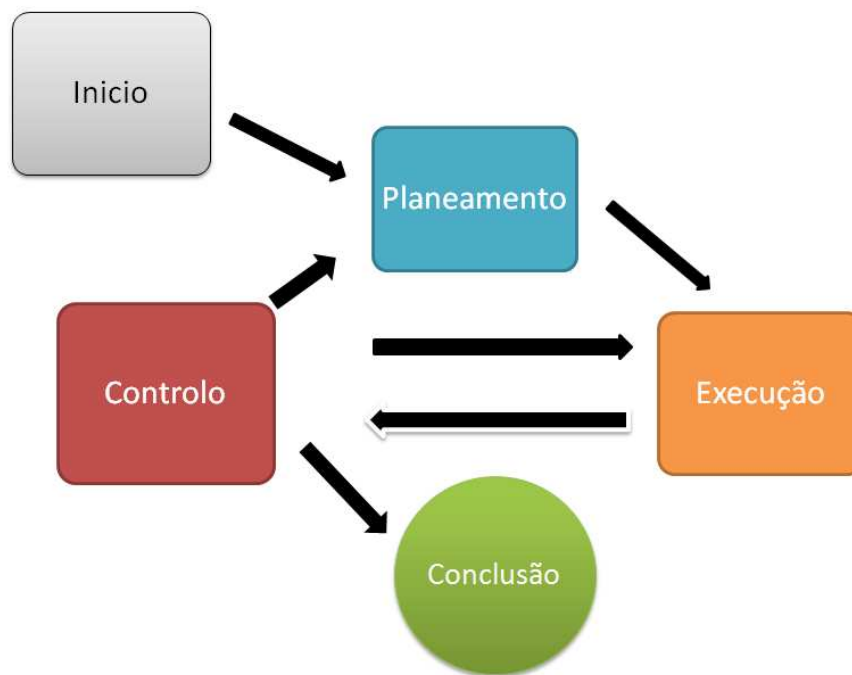 Inicio
Planeamento
Controlo
Execução
Conclusão